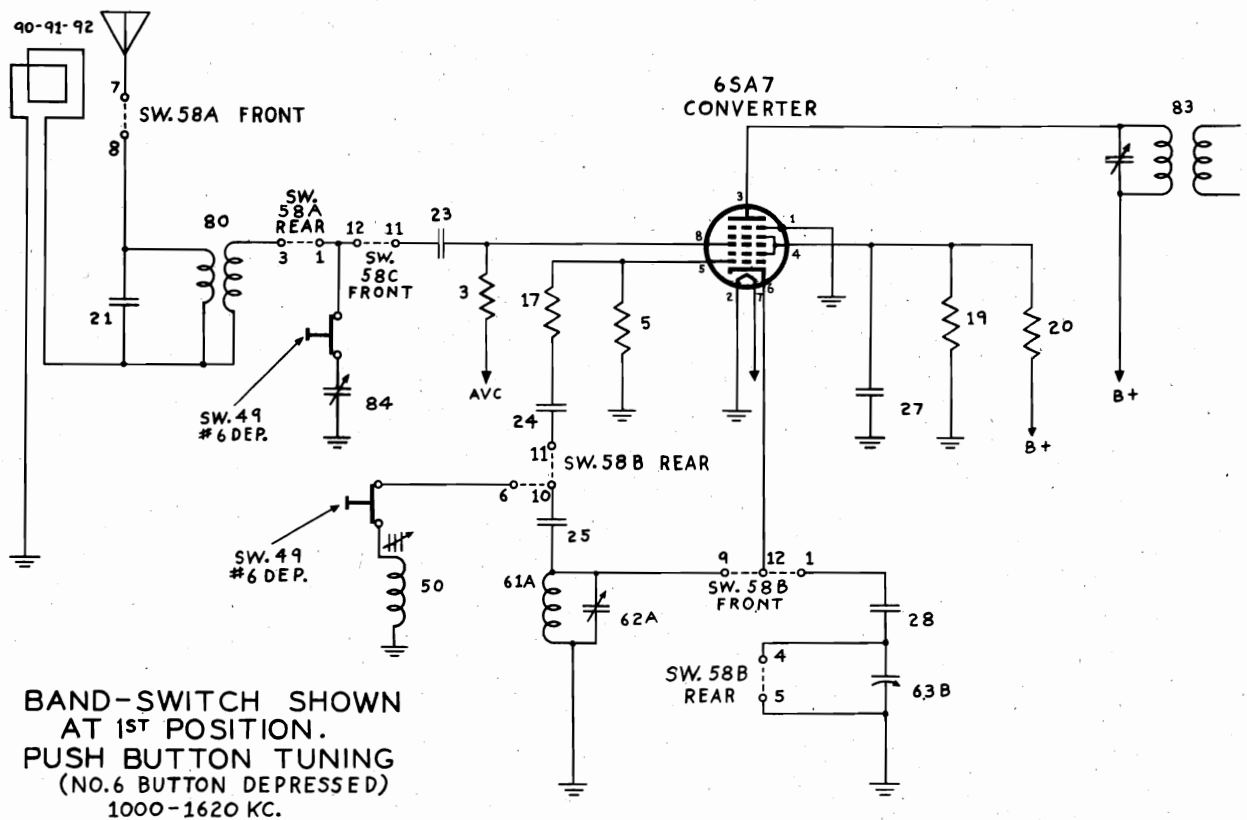 90-91-92
7
SW. 58A FRONT
8
6SA7
CONVERTER
83
80
SW.
58A
REAR
3 1
12 11
SW.
58C
FRONT
23
3
1
8
4
5
2 7 6
21
3
AVC
17
5
19
20
27
B+
B+
SW. 49
#6 DEP.
84
24
11
SW. 58B REAR
6 10
25
SW. 49
#6 DEP.
50
61A
62A
9 12 1
SW. 58B
FRONT
28
SW. 58B
REAR
4
5
63B
BAND-SWITCH SHOWN
AT 1ST POSITION.
PUSH BUTTON TUNING
(NO.6 BUTTON DEPRESSED)
1000-1620 KC.